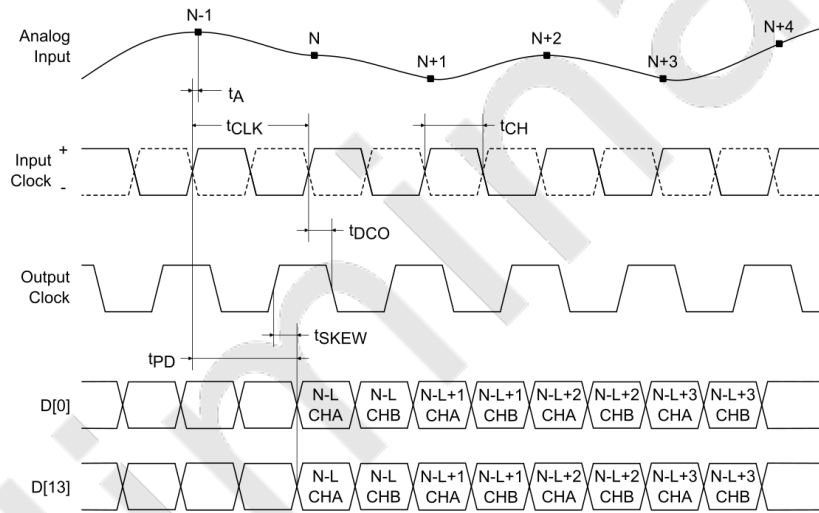 N-1
N
N+1
N+2
N+3
N+4
Analog
Input
tA
tCLK
tCH
Input
Clock
+
-
tDCO
Output
Clock
tSKEW
tPD
D[0]
N-L N-L N-L+1 N-L+1 N-L+2 N-L+2 N-L+3 N-L+3
CHA CHB CHA CHB CHA CHB CHA CHB
D[13]
N-L N-L N-L+1 N-L+1 N-L+2 N-L+2 N-L+3 N-L+3
CHA CHB CHA CHB CHA CHB CHA CHB